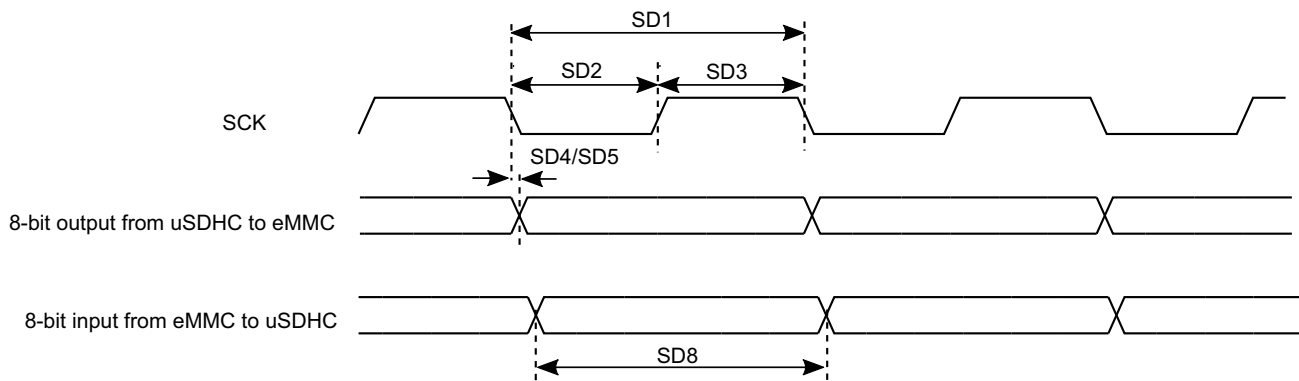 SD1
SD2
SD3
SCK
SD4/SD5
8-bit output from uSDHC to eMMC
8-bit input from eMMC to uSDHC
SD8